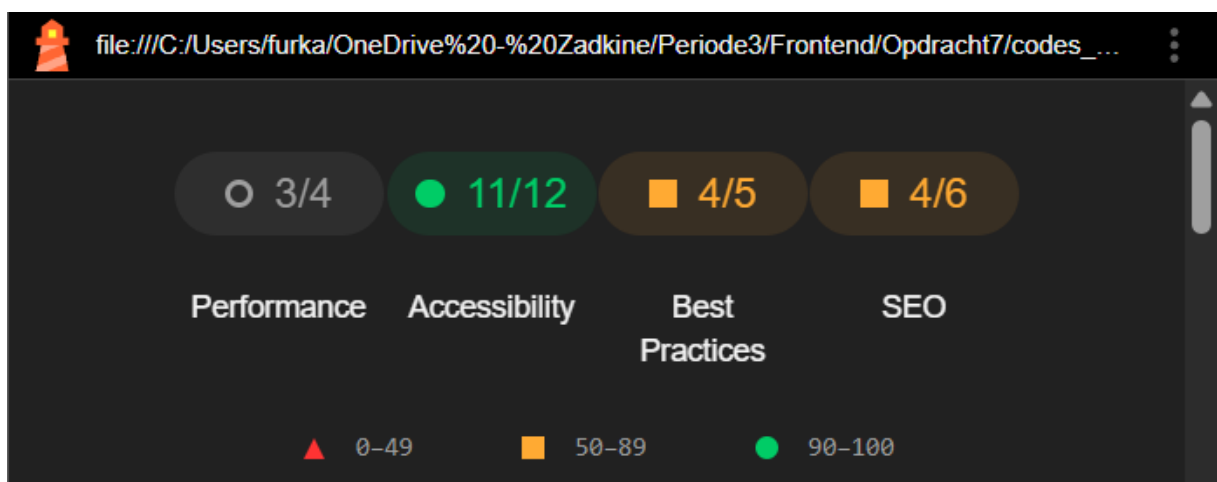 file:///C:/Users/furka/OneDrive%20-%20Zadkine/Periode3/Frontend/Opdracht7/codes_...
3/4 11/12 4/5 4/6
Performance Accessibility Best SEO
Practices
0–49 50–89 90–100